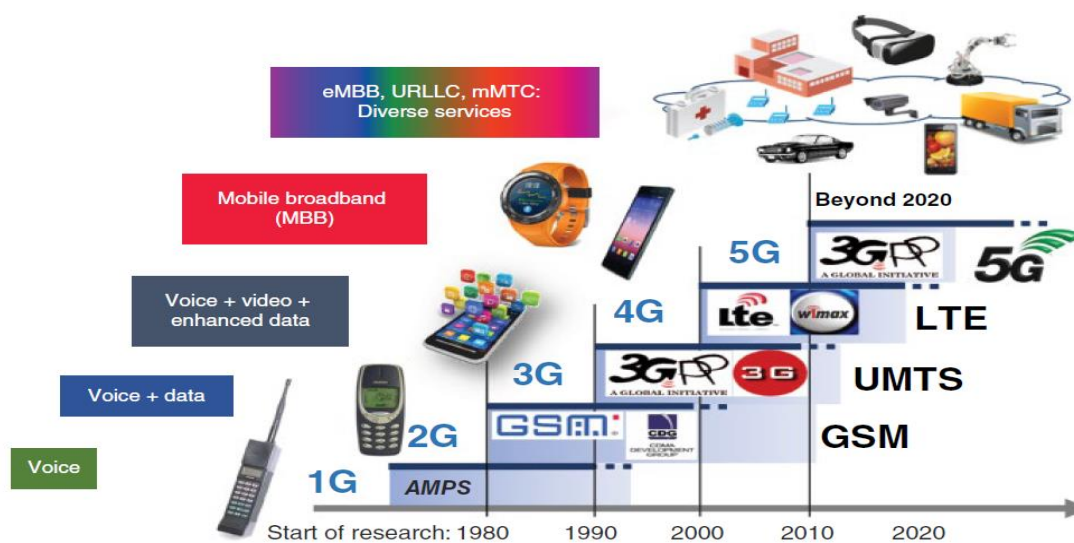 eMBB, URLLC, mMTC:
Diverse services
Mobile broadband
(MBB)
Beyond 2020
5G
3GPP
A GLOBAL INITIATIVE
5G
Voice + video +
enhanced data
4G
Lte
wimax
LTE
3G
3GPP
A GLOBAL INITIATIVE
3G
UMTS
Voice + data
2G
GSM
CDG
CDMA
DEVELOPMENT
GROUP
GSM
Voice
1G
AMPS
Start of research: 1980 1990 2000 2010 2020